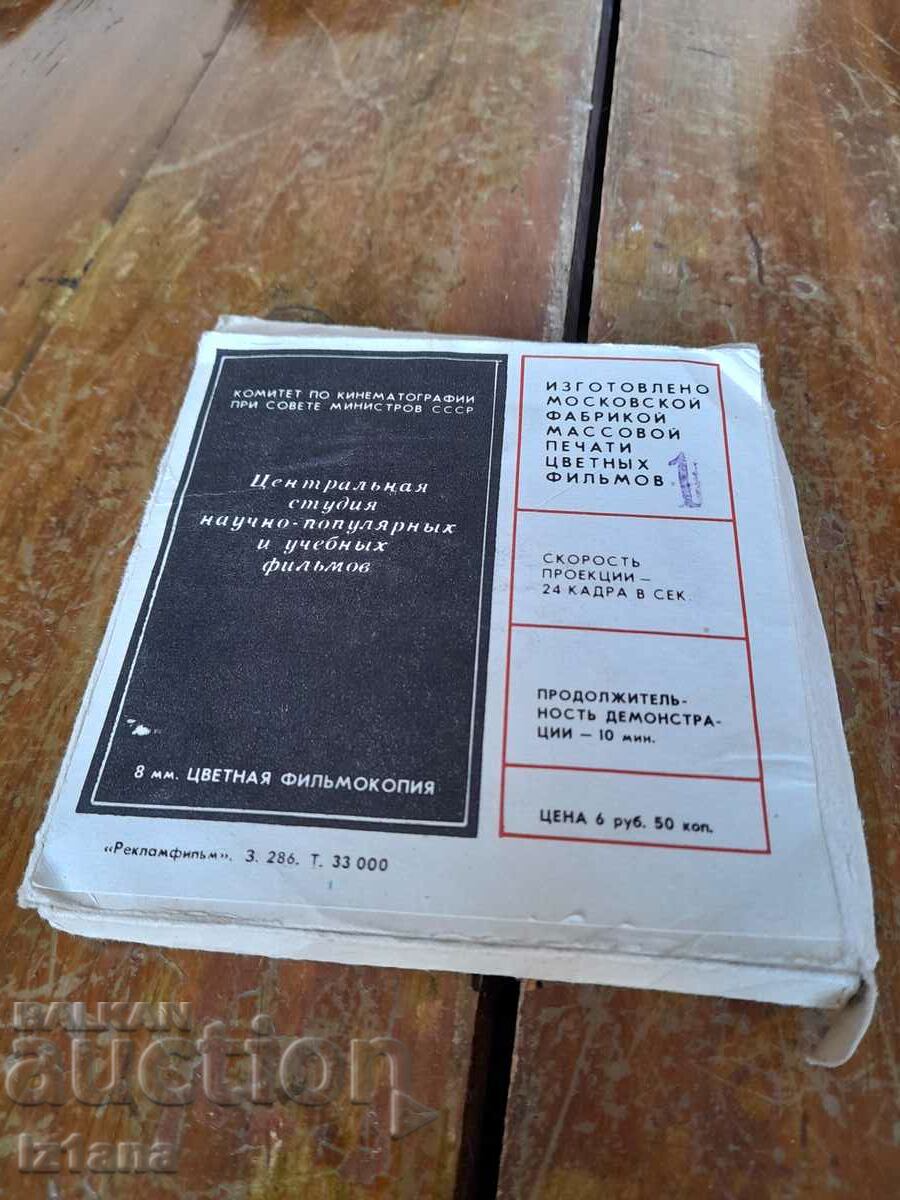 КОМИТЕТ ПО КИНЕМАТОГРАФИИ
ПРИ СОВЕТЕ МИНИСТРОВ СССР
Центральная
студия
научно-популярных
и учебных
фильмов
8 мм. ЦВЕТНАЯ ФИЛЬМОКОПИЯ
ИЗГОТОВЛЕНО
МОСКОВСКОЙ
ФАБРИКОЙ
МАССОВОЙ
ПЕЧАТИ
ЦВЕТНЫХ
ФИЛЬМОВ
1
СКОРОСТЬ
ПРОЕКЦИИ —
24 КАДРА В СЕК.
ПРОДОЛЖИТЕЛЬ-
НОСТЬ ДЕМОНСТРА-
ЦИИ — 10 мин.
ЦЕНА 6 руб. 50 коп.
«Рекламфильм». З. 286. Т. 33 000
BALKAN
auction
iz1ana